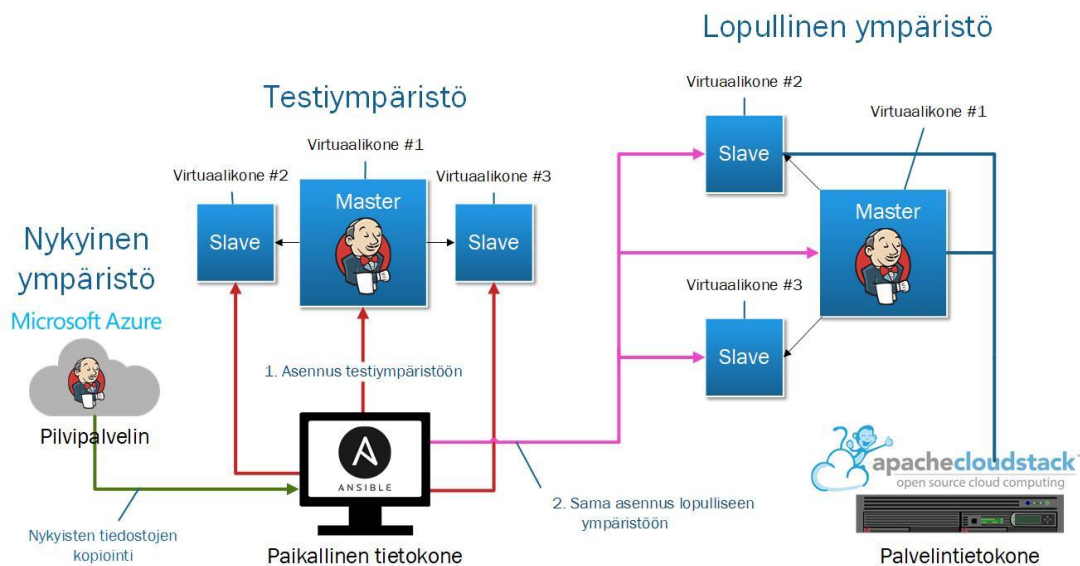 Lopullinen ympäristö
Virtuaalikone #2
Virtuaalikone #1
Slave
Master
Virtuaalikone #3
Slave
Testiympäristö
Virtuaalikone #1
Virtuaalikone #2
Virtuaalikone #3
Master
Slave
Slave
Nykyinen
ympäristö
Microsoft Azure
Pilvipalvelin
1. Asennus testiympäristöön
ANSIBLE
Nykyisten tiedostojen
kopiointi
Paikallinen tietokone
2. Sama asennus lopulliseen
ympäristöön
apachecloudstack
open source cloud computing
Palvelintietokone